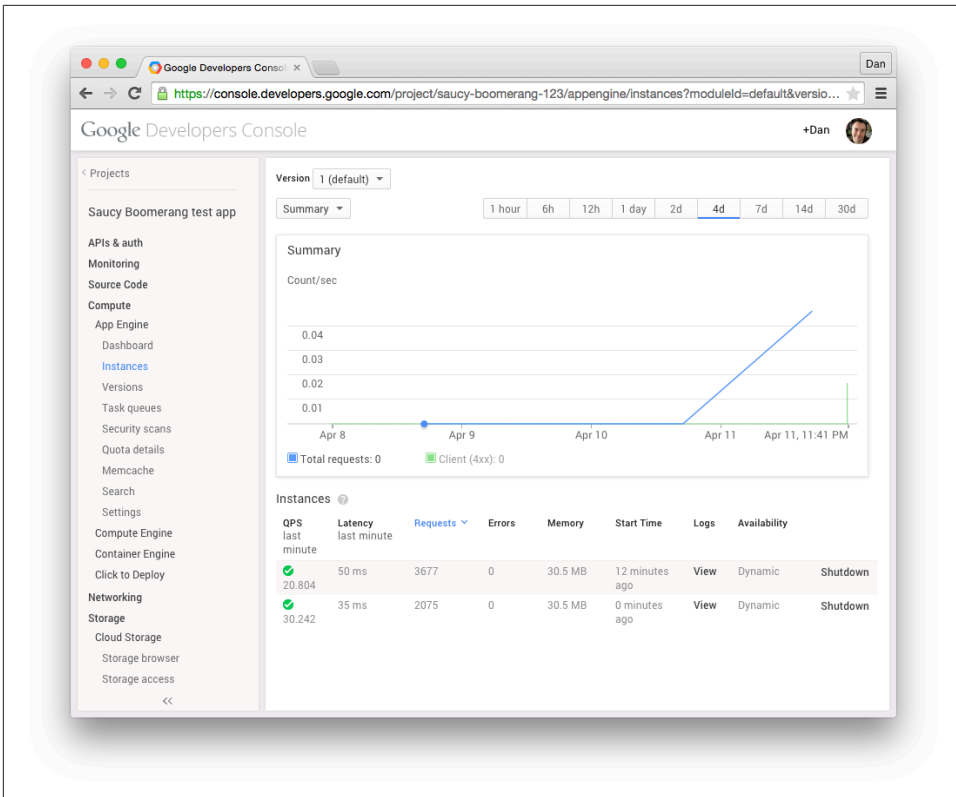 Google Developers Consol
Dan
https://console.developers.google.com/project/saucy-boomerang-123/appengine/instances?moduleId=default&versio...
Google Developers Console
+Dan
< Projects
Saucy Boomerang test app
APIs & auth
Monitoring
Source Code
Compute
App Engine
Dashboard
Instances
Versions
Task queues
Security scans
Quota details
Memcache
Search
Settings
Compute Engine
Container Engine
Click to Deploy
Networking
Storage
Cloud Storage
Storage browser
Storage access
<<
Version 1 (default)
Summary 1 hour 6h 12h 1 day 2d 4d 7d 14d 30d
Summary
Count/sec
0.04
0.03
0.02
0.01
Apr 8 Apr 9 Apr 10 Apr 11 Apr 11, 11:41 PM
Total requests: 0 Client (4xx): 0
Instances ?
QPS Latency Requests Errors Memory Start Time Logs Availability
last last minute
minute
50 ms 3677 0 30.5 MB 12 minutes View Dynamic Shutdown
20.804 ago
35 ms 2075 0 30.5 MB 0 minutes View Dynamic Shutdown
30.242 ago